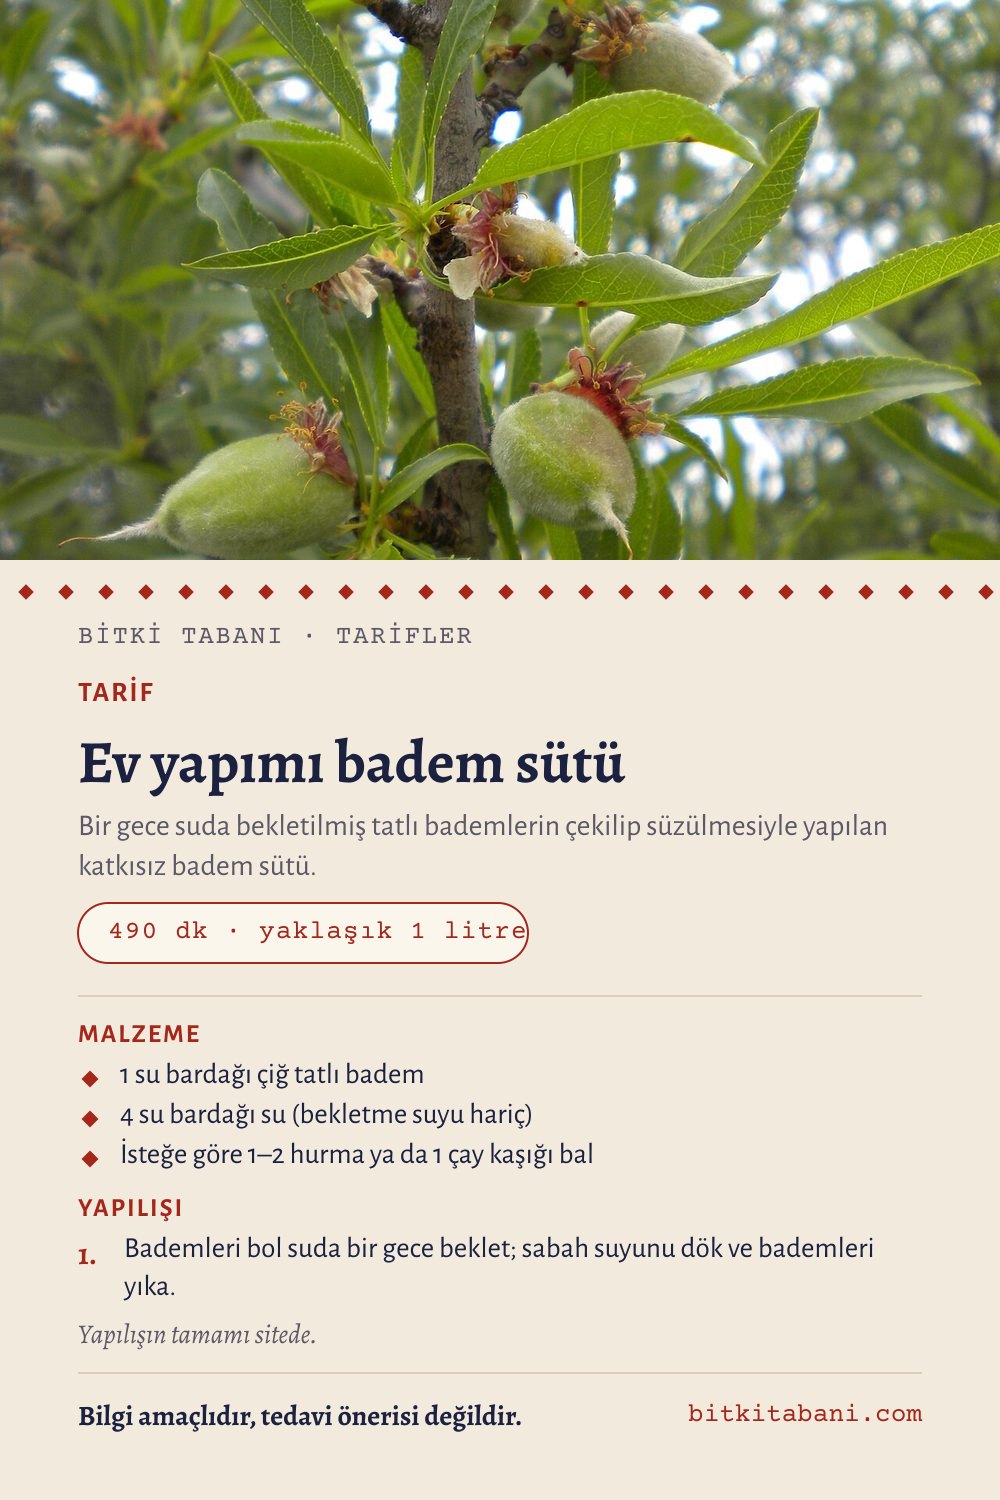 BİTKİ TABANI · TARİFLER
TARİF
Ev yapımı badem sütü
Bir gece suda bekletilmiş tatlı bademlerin çekilip süzülmesiyle yapılan
katkısız badem sütü.
490 dk · yaklaşık 1 litre
MALZEME
1 su bardağı çiğ tatlı badem
4 su bardağı su (bekletme suyu hariç)
İsteğe göre 1–2 hurma ya da 1 çay kaşığı bal
YAPILIŞI
1. Bademleri bol suda bir gece beklet; sabah suyunu dök ve bademleri
yıka.
Yapılışın tamamı sitede.
Bilgi amaçlıdır, tedavi önerisi değildir.
bitkitabani.com